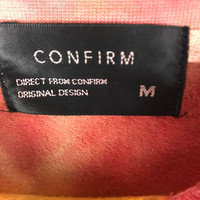 CONFIRM
DIRECT FROM CONFIRM
ORIGINAL DESIGN M